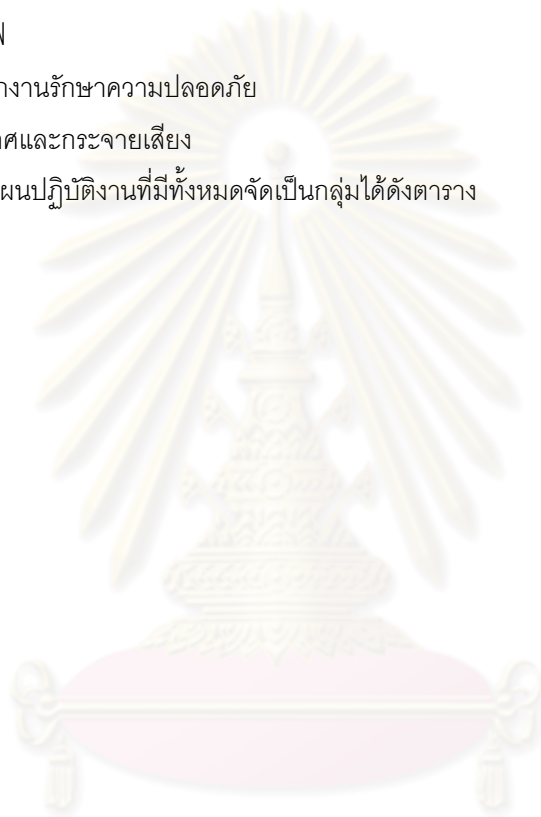 กงานรักษาความปลอดภัย
าศและกระจายเสียง
ผนปฏิบัติงานที่มีทั้งหมดจัดเป็นกลุ่มได้ดังตาราง